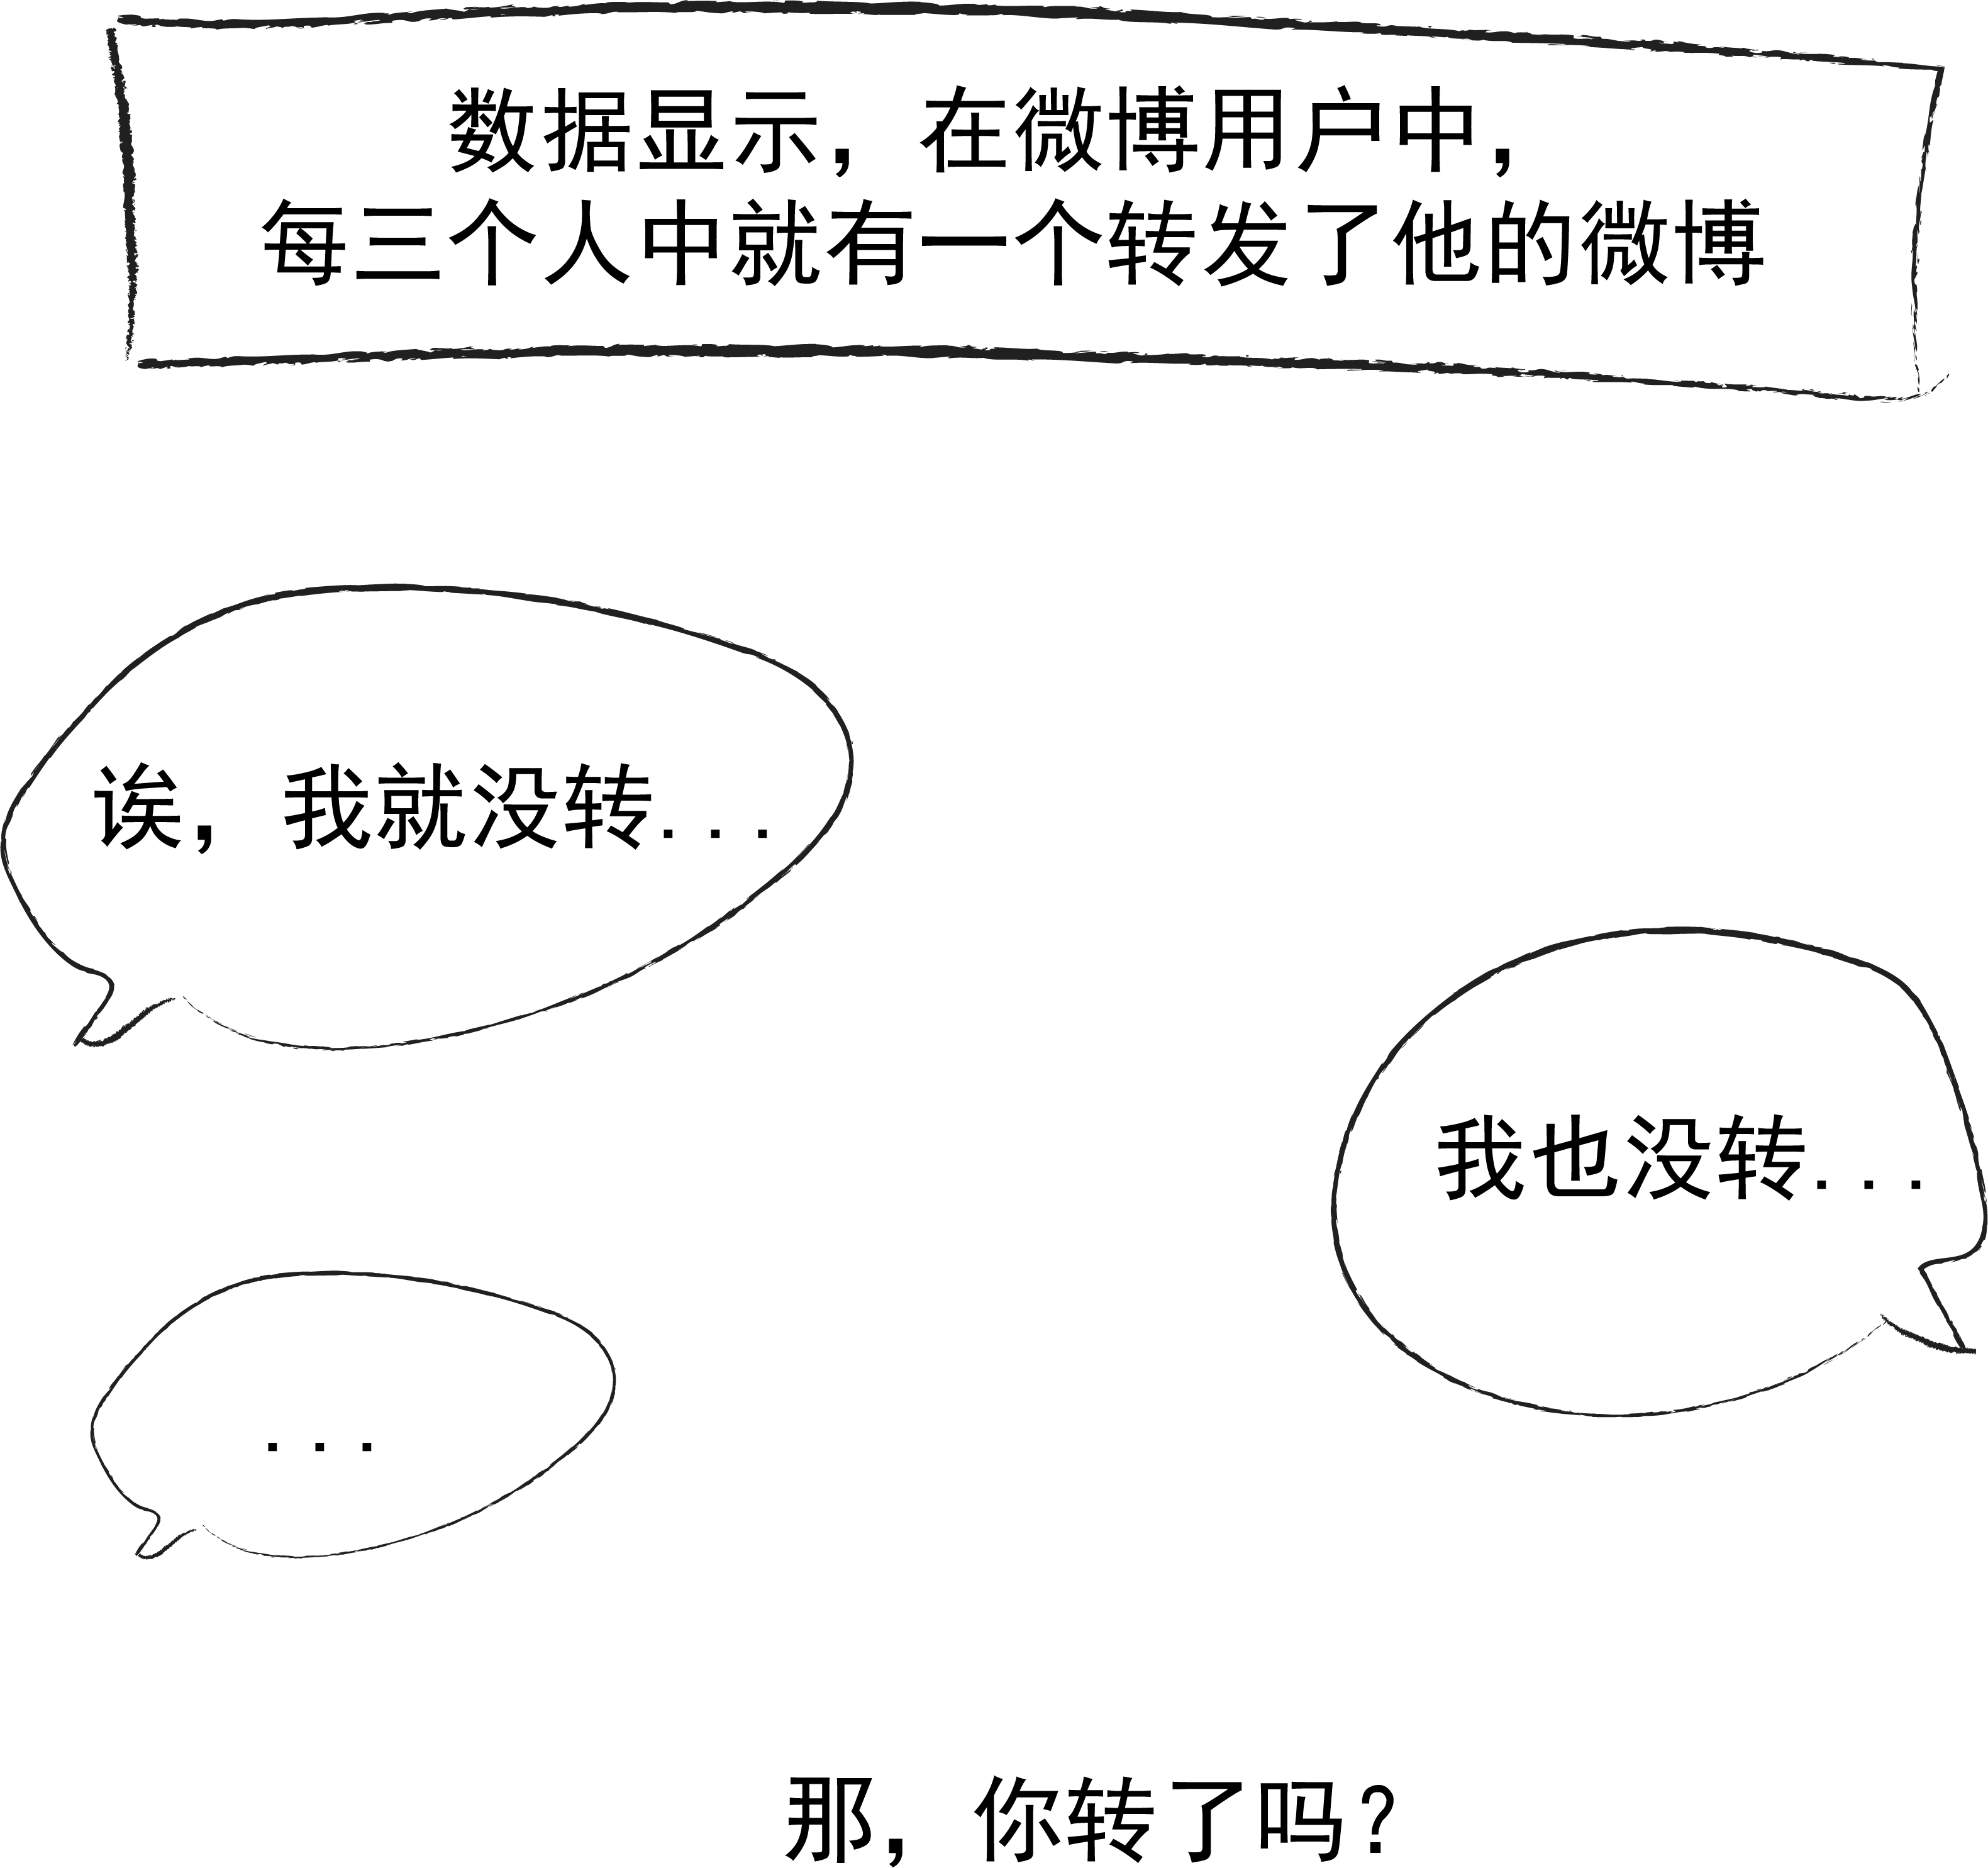 数据显示，在微博用户中，
每三个人中就有一个转发了他的微博
诶，我就没转...
我也没转...
...
那，你转了吗？